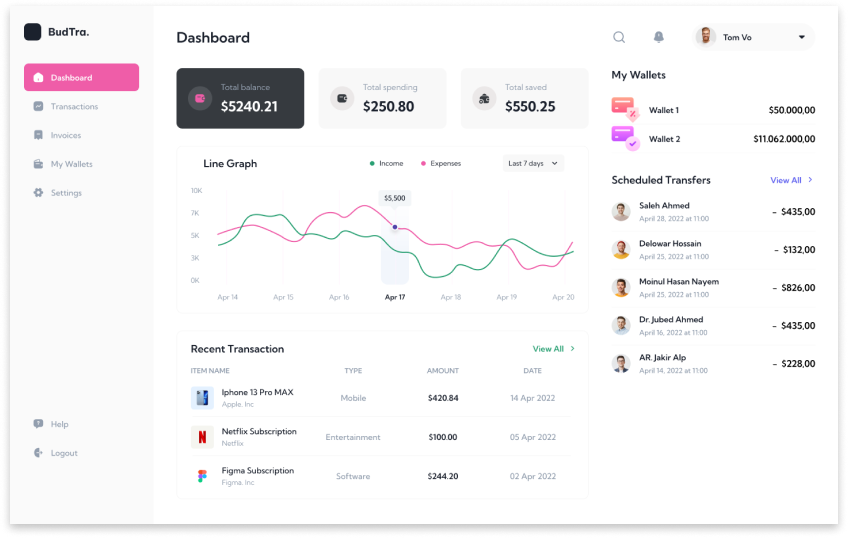 BudTra.
Dashboard
Transactions
Invoices
My Wallets
Settings
Help
Logout
Dashboard
Tom Vo
Total balance
$5240.21
Total spending
$250.80
Total saved
$550.25
Line Graph
Income
Expenses
Last 7 days
10K
7K
5K
3K
0K
$5,500
Apr 14
Apr 15
Apr 16
Apr 17
Apr 18
Apr 19
Apr 20
Recent Transaction
View All
ITEM NAME TYPE AMOUNT DATE
Iphone 13 Pro MAX
Apple. Inc
Mobile $420.84 14 Apr 2022
Netflix Subscription
Netflix
Entertainment $100.00 05 Apr 2022
Figma Subscription
Figma. Inc
Software $244.20 02 Apr 2022
My Wallets
Wallet 1 $50.000,00
Wallet 2 $11.062.000,00
Scheduled Transfers
View All
Saleh Ahmed
April 28, 2022 at 11:00
- $435,00
Delowar Hossain
April 25, 2022 at 11:00
- $132,00
Moinul Hasan Nayem
April 25, 2022 at 11:00
- $826,00
Dr. Jubed Ahmed
April 16, 2022 at 11:00
- $435,00
AR. Jakir Alp
April 14, 2022 at 11:00
- $228,00